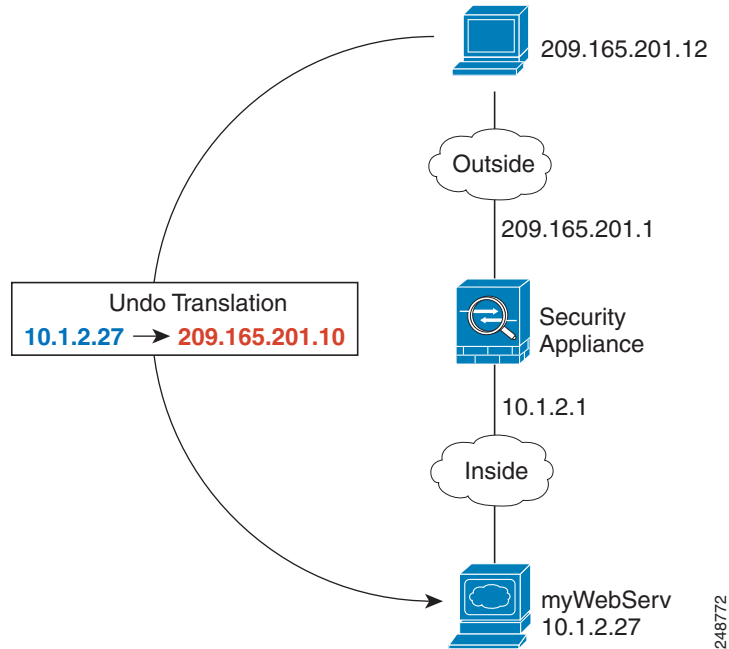 209.165.201.12
Outside
209.165.201.1
Undo Translation
10.1.2.27 → 209.165.201.10
Security
Appliance
10.1.2.1
Inside
myWebServ
10.1.2.27
248772